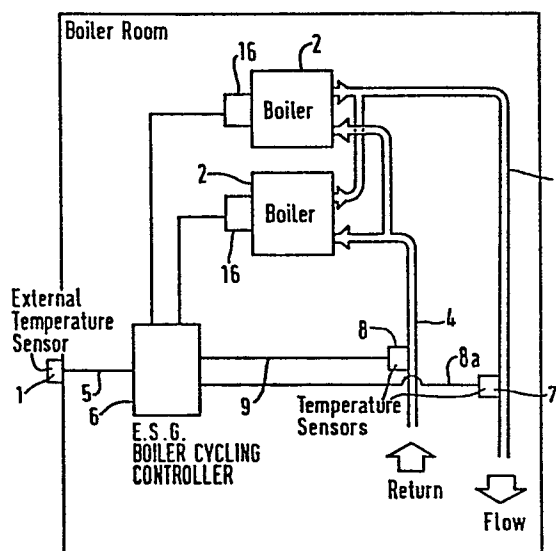 Boiler Room
2
16
Boiler
2
Boiler
16
External
Temperature
Sensor
1
5
6
8
4
8a
9
7
Temperature
Sensors
E.S.G.
BOILER CYCLING
CONTROLLER
Return
Flow